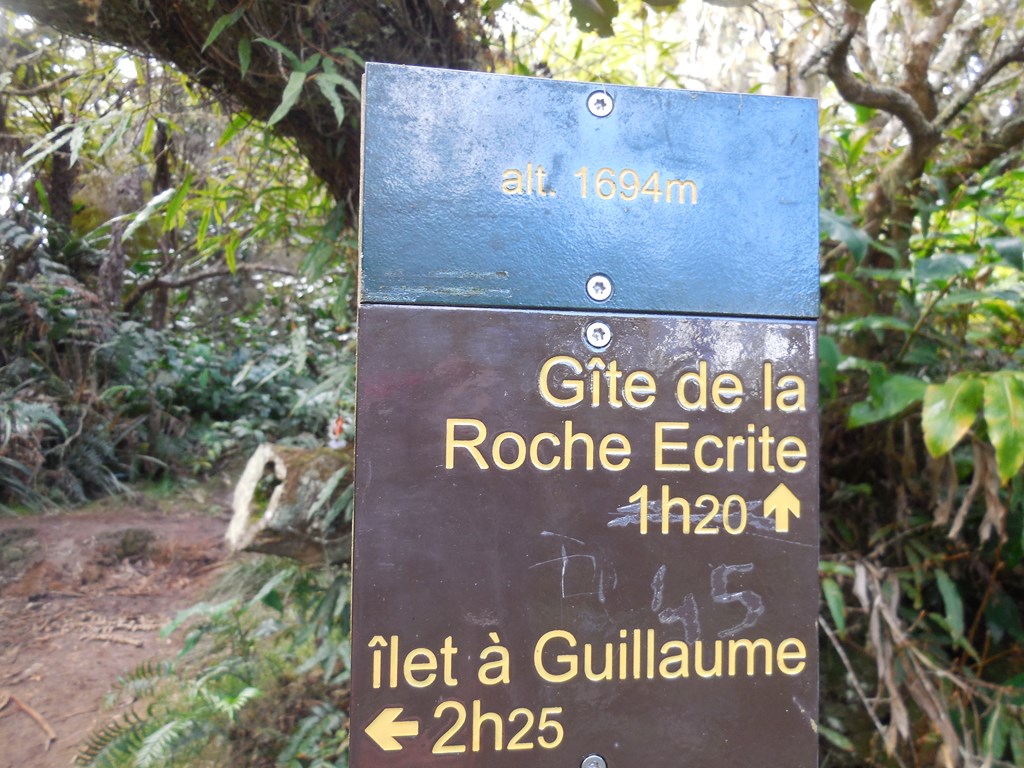 alt. 1694m
Gîte de la
Roche Ecrite
1h20 ↑
îlet à Guillaume
← 2h25